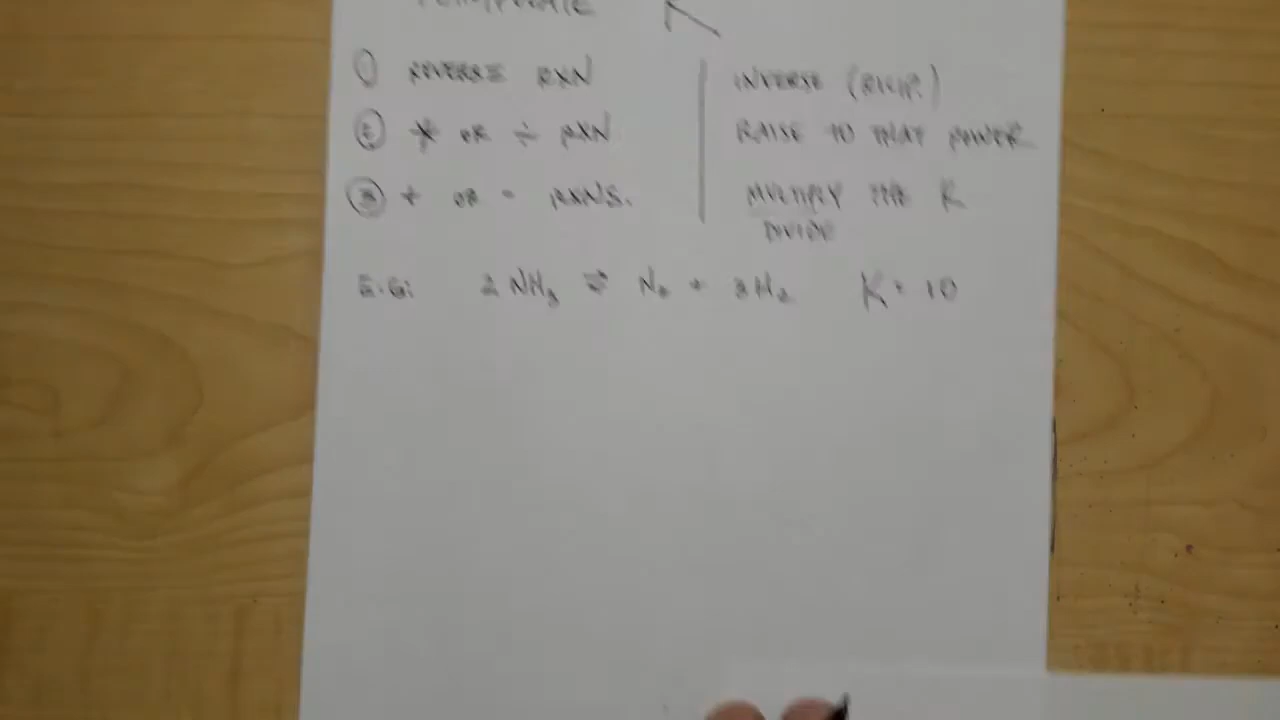 MANIPULATE K
① REVERSE RXN INVERSE (RECIP.)
② * OR ÷ RXN RAISE TO THAT POWER
③ + OR - RXNS. MULTIPLY THE K
DIVIDE
E.G: 2 NH₃ ⇌ N₂ + 3H₂ K = 10